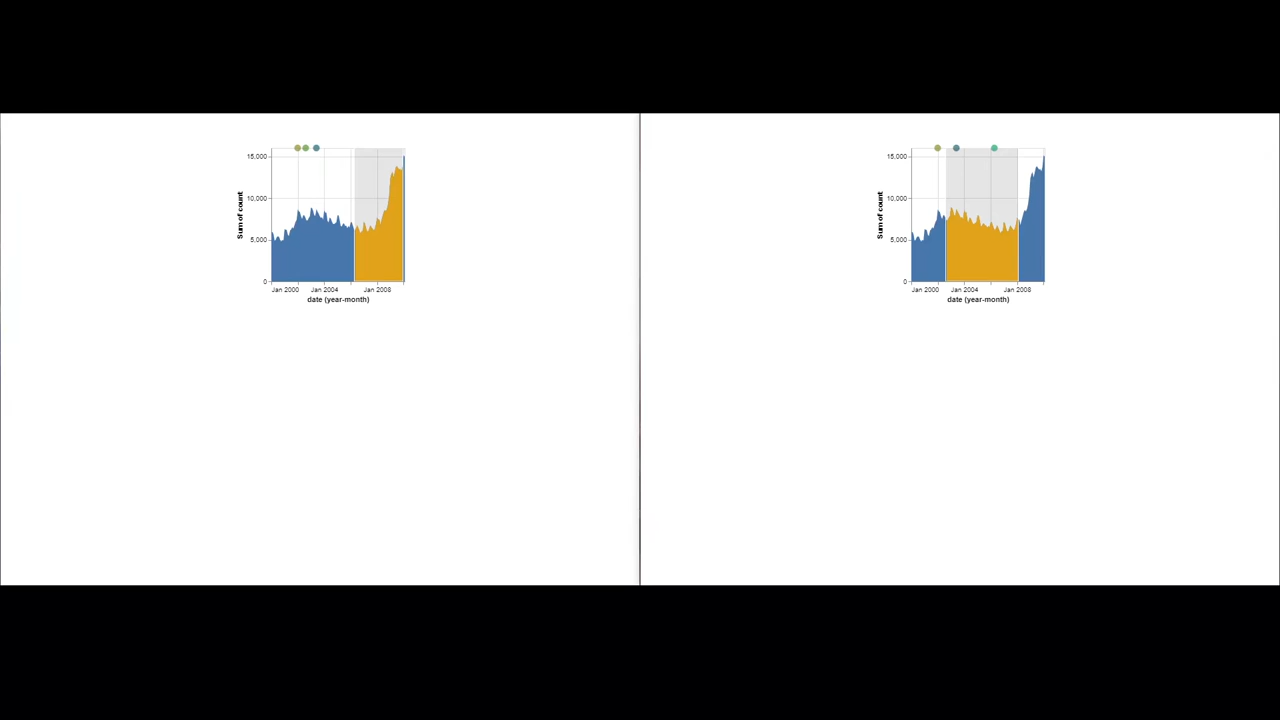 15,000
10,000
5,000
0
Sum of count
Jan 2000 Jan 2004 Jan 2008
date (year-month)
15,000
10,000
5,000
0
Sum of count
Jan 2000 Jan 2004 Jan 2008
date (year-month)